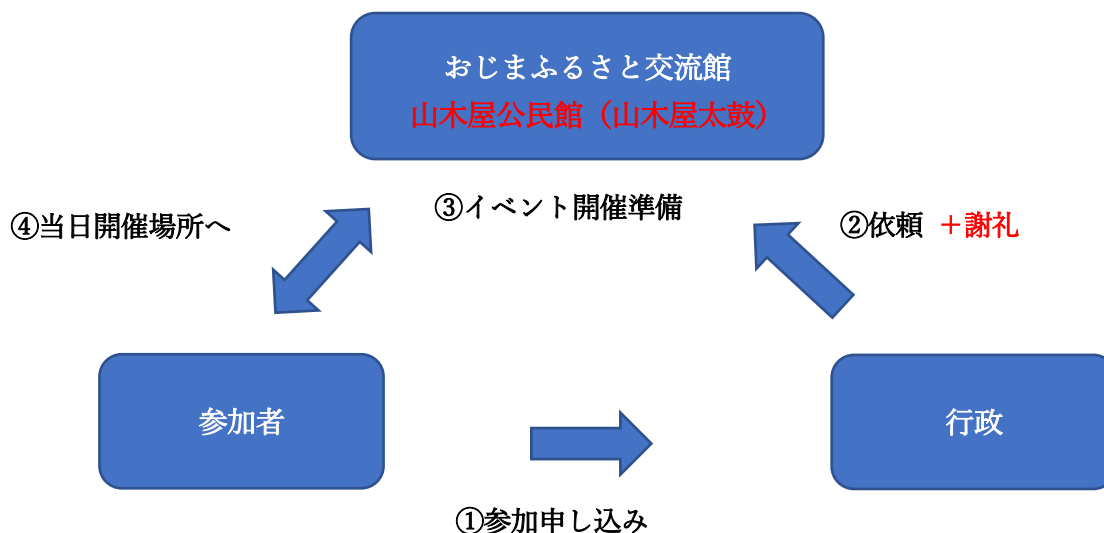 おじまふるさと交流館
山木屋公民館（山木屋太鼓）
③イベント開催準備
④当日開催場所へ
②依頼 ＋謝礼
参加者
行政
①参加申し込み